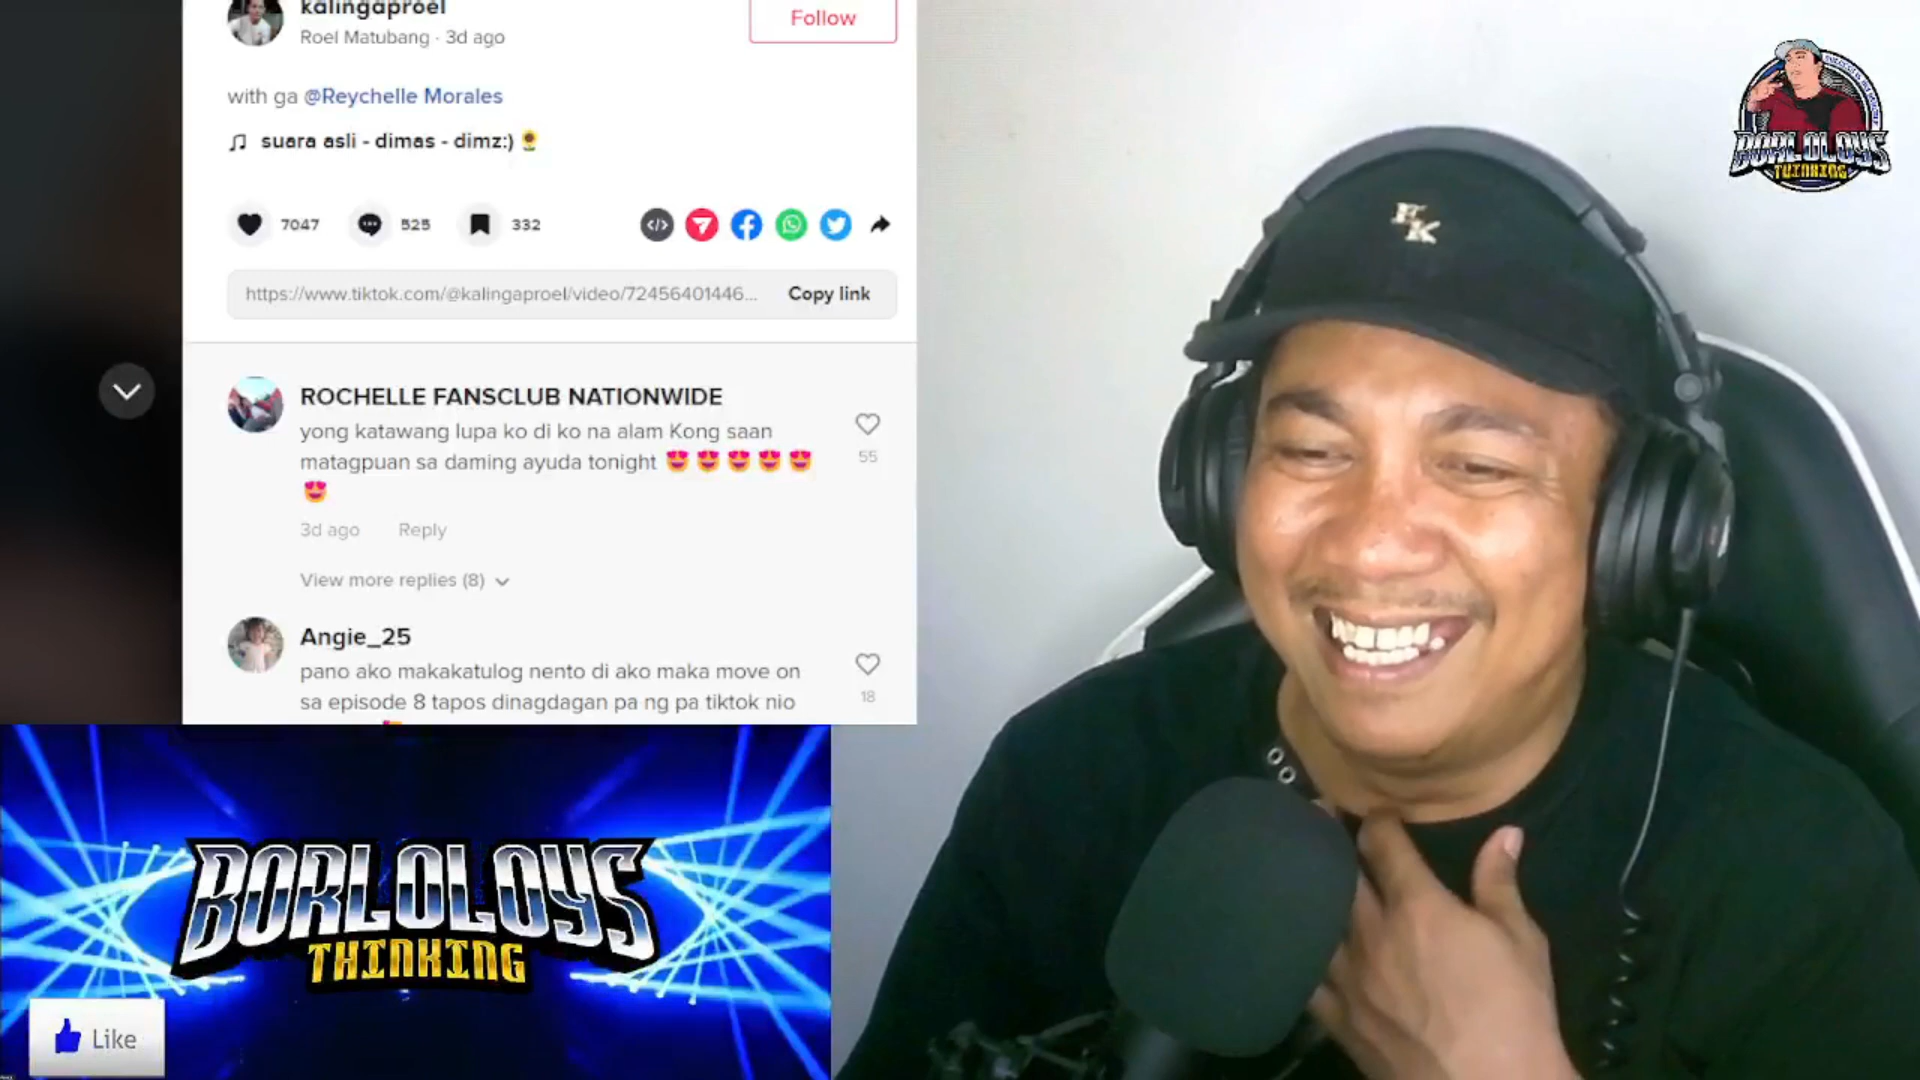 kalingaproel
Roel Matubang · 3d ago
Follow
with ga @Reychelle Morales
suara asli - dimas - dimz:) 🌻
7047
525
332
https://www.tiktok.com/@kalingaproel/video/72456401446...
Copy link
ROCHELLE FANSCLUB NATIONWIDE
yong katawang lupa ko di ko na alam Kong saan
matagpuan sa daming ayuda tonight 😍 😍 😍 😍 😍
😍
55
3d ago
Reply
View more replies (8)
Angie_25
pano ako makakatulog nento di ako maka move on
sa episode 8 tapos dinagdagan pa ng pa tiktok nio
18
BORLOLOYS
THINKING
Like
FK
BORLOLOYS
THINKING